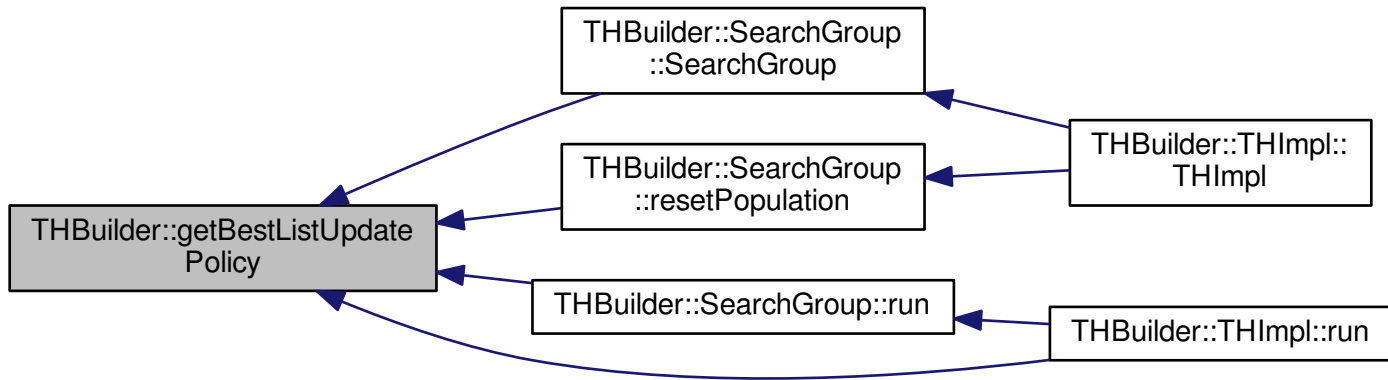 THBuilder::SearchGroup
::SearchGroup
THBuilder::THImpl::
THImpl
THBuilder::SearchGroup
::resetPopulation
THBuilder::getBestListUpdate
Policy
THBuilder::SearchGroup::run
THBuilder::THImpl::run